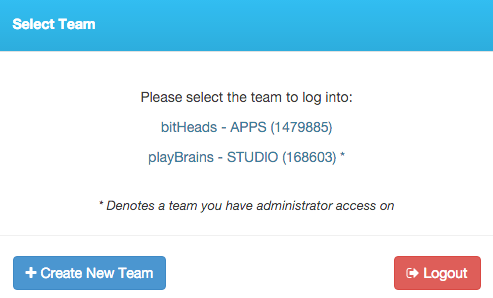 Select Team
Please select the team to log into:
bitHeads - APPS (1479885)
playBrains - STUDIO (168603) *
* Denotes a team you have administrator access on
Create New Team
Logout